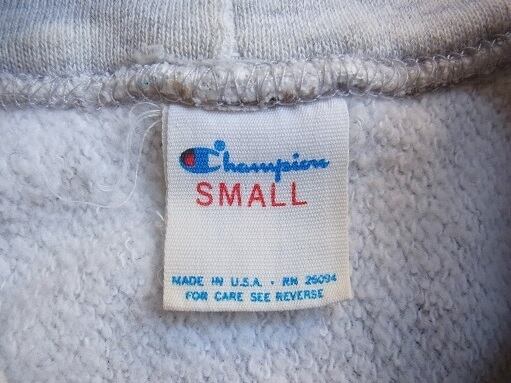 Champion
SMALL
MADE IN U.S.A. • RN 26094
FOR CARE SEE REVERSE